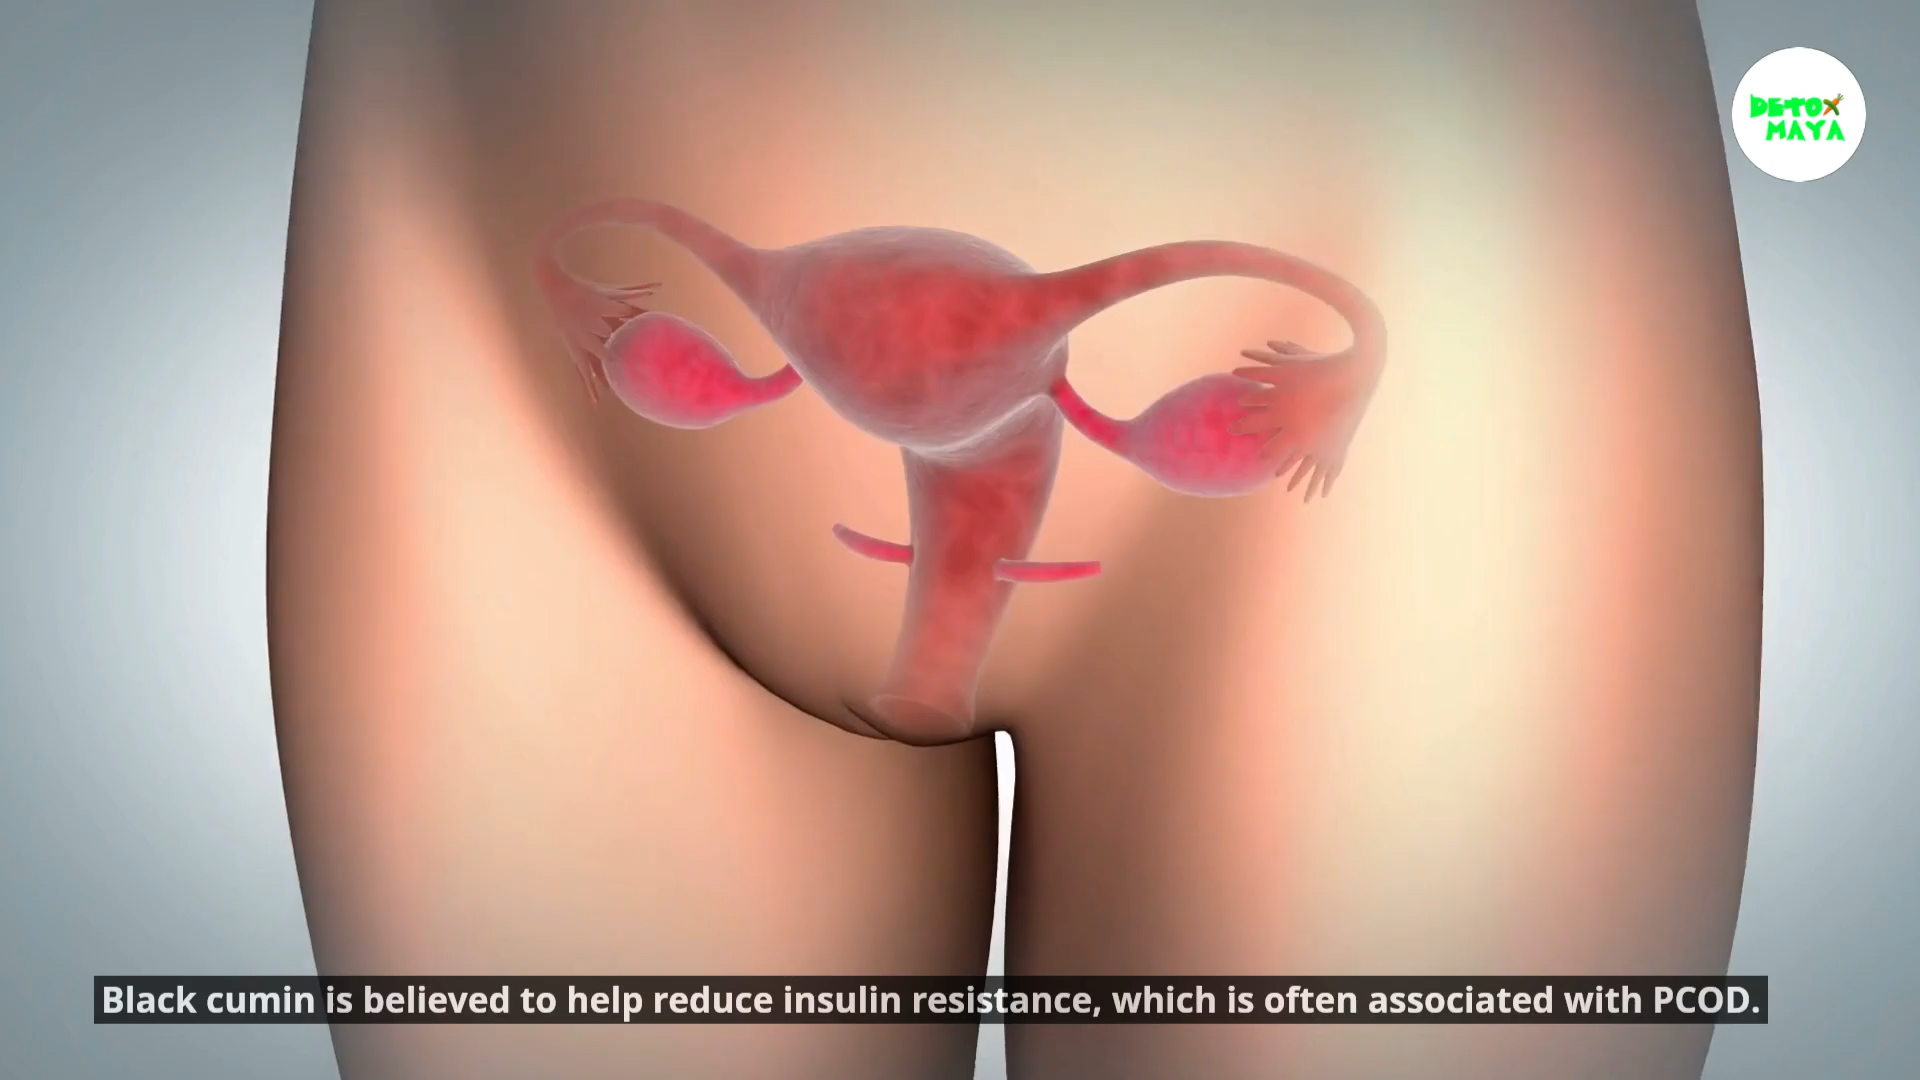 DETOX
MAYA
Black cumin is believed to help reduce insulin resistance, which is often associated with PCOD.